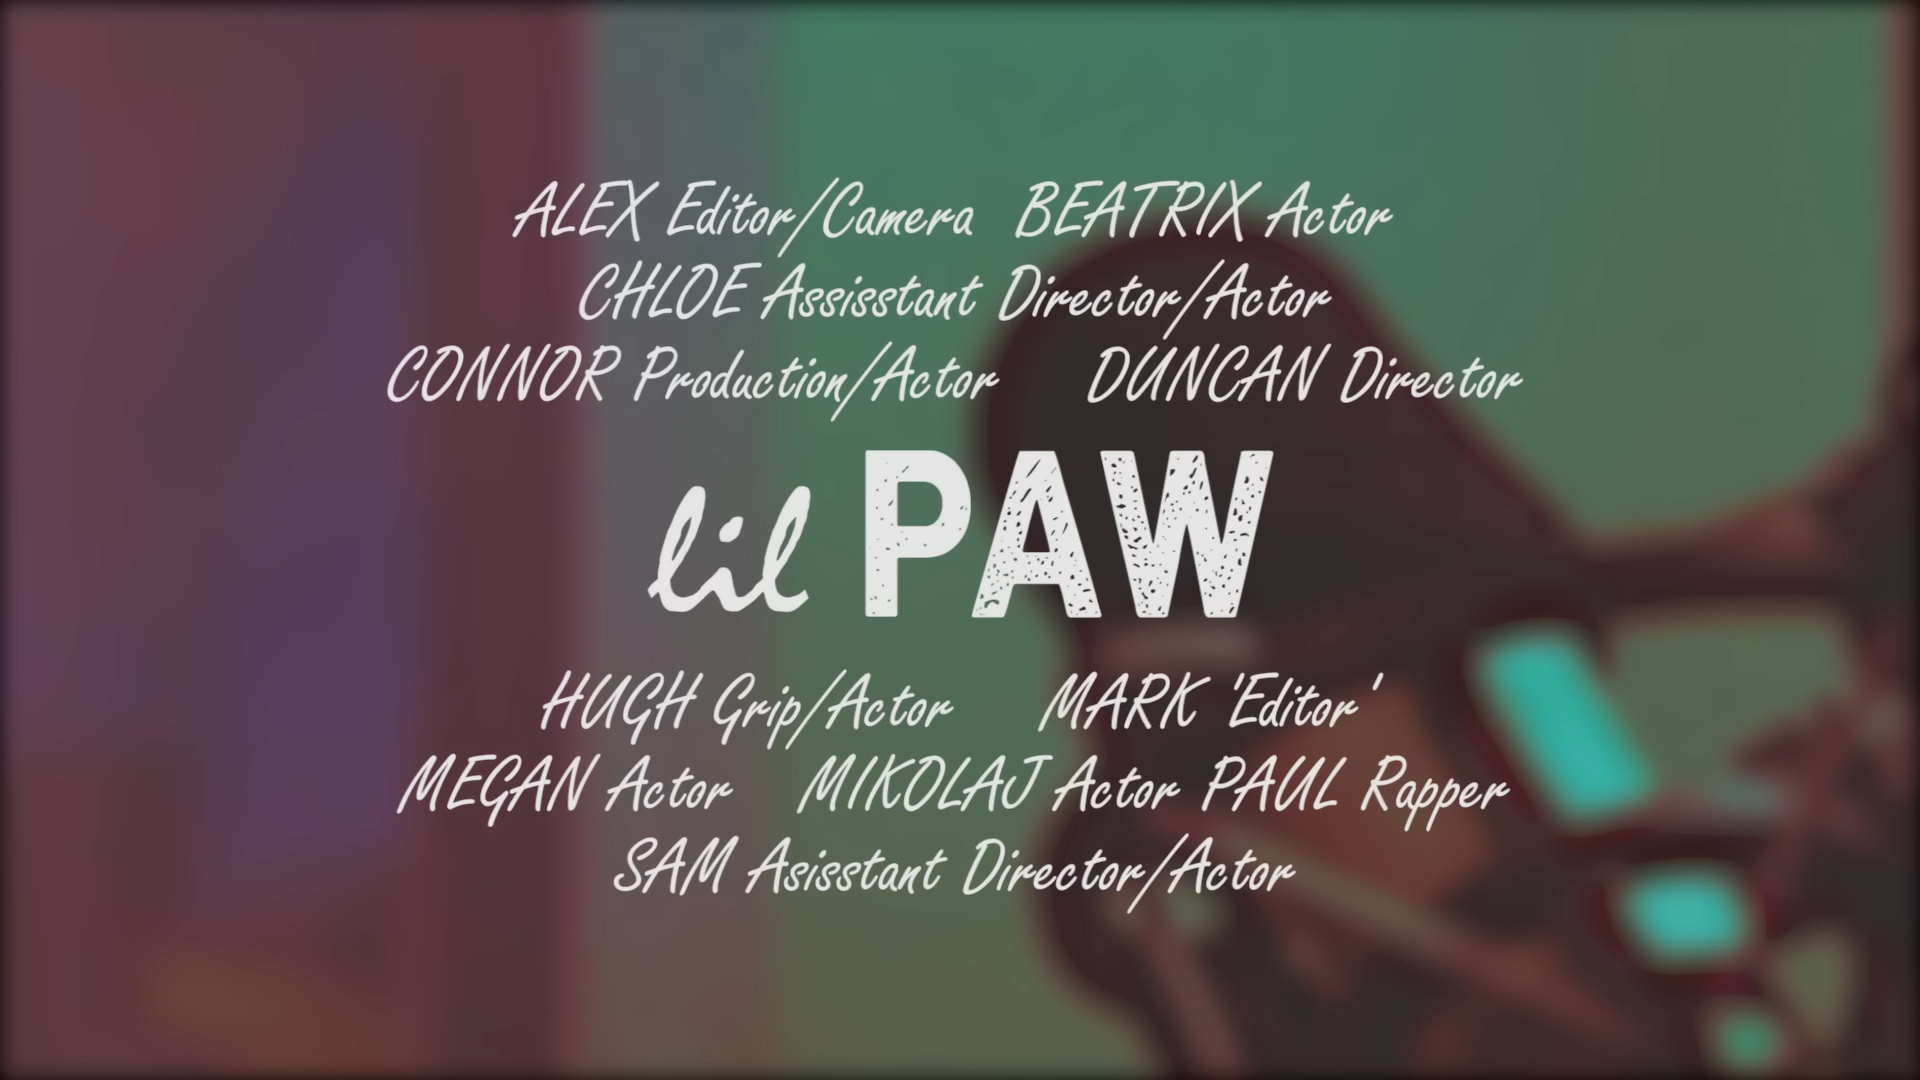 ALEX Editor/Camera BEATRIX Actor
CHLOE Assisstant Director/Actor
CONNOR Production/Actor DUNCAN Director
lil PAW
HUGH Grip/Actor MARK 'Editor'
MEGAN Actor MIKOLAJ Actor PAUL Rapper
SAM Asisstant Director/Actor